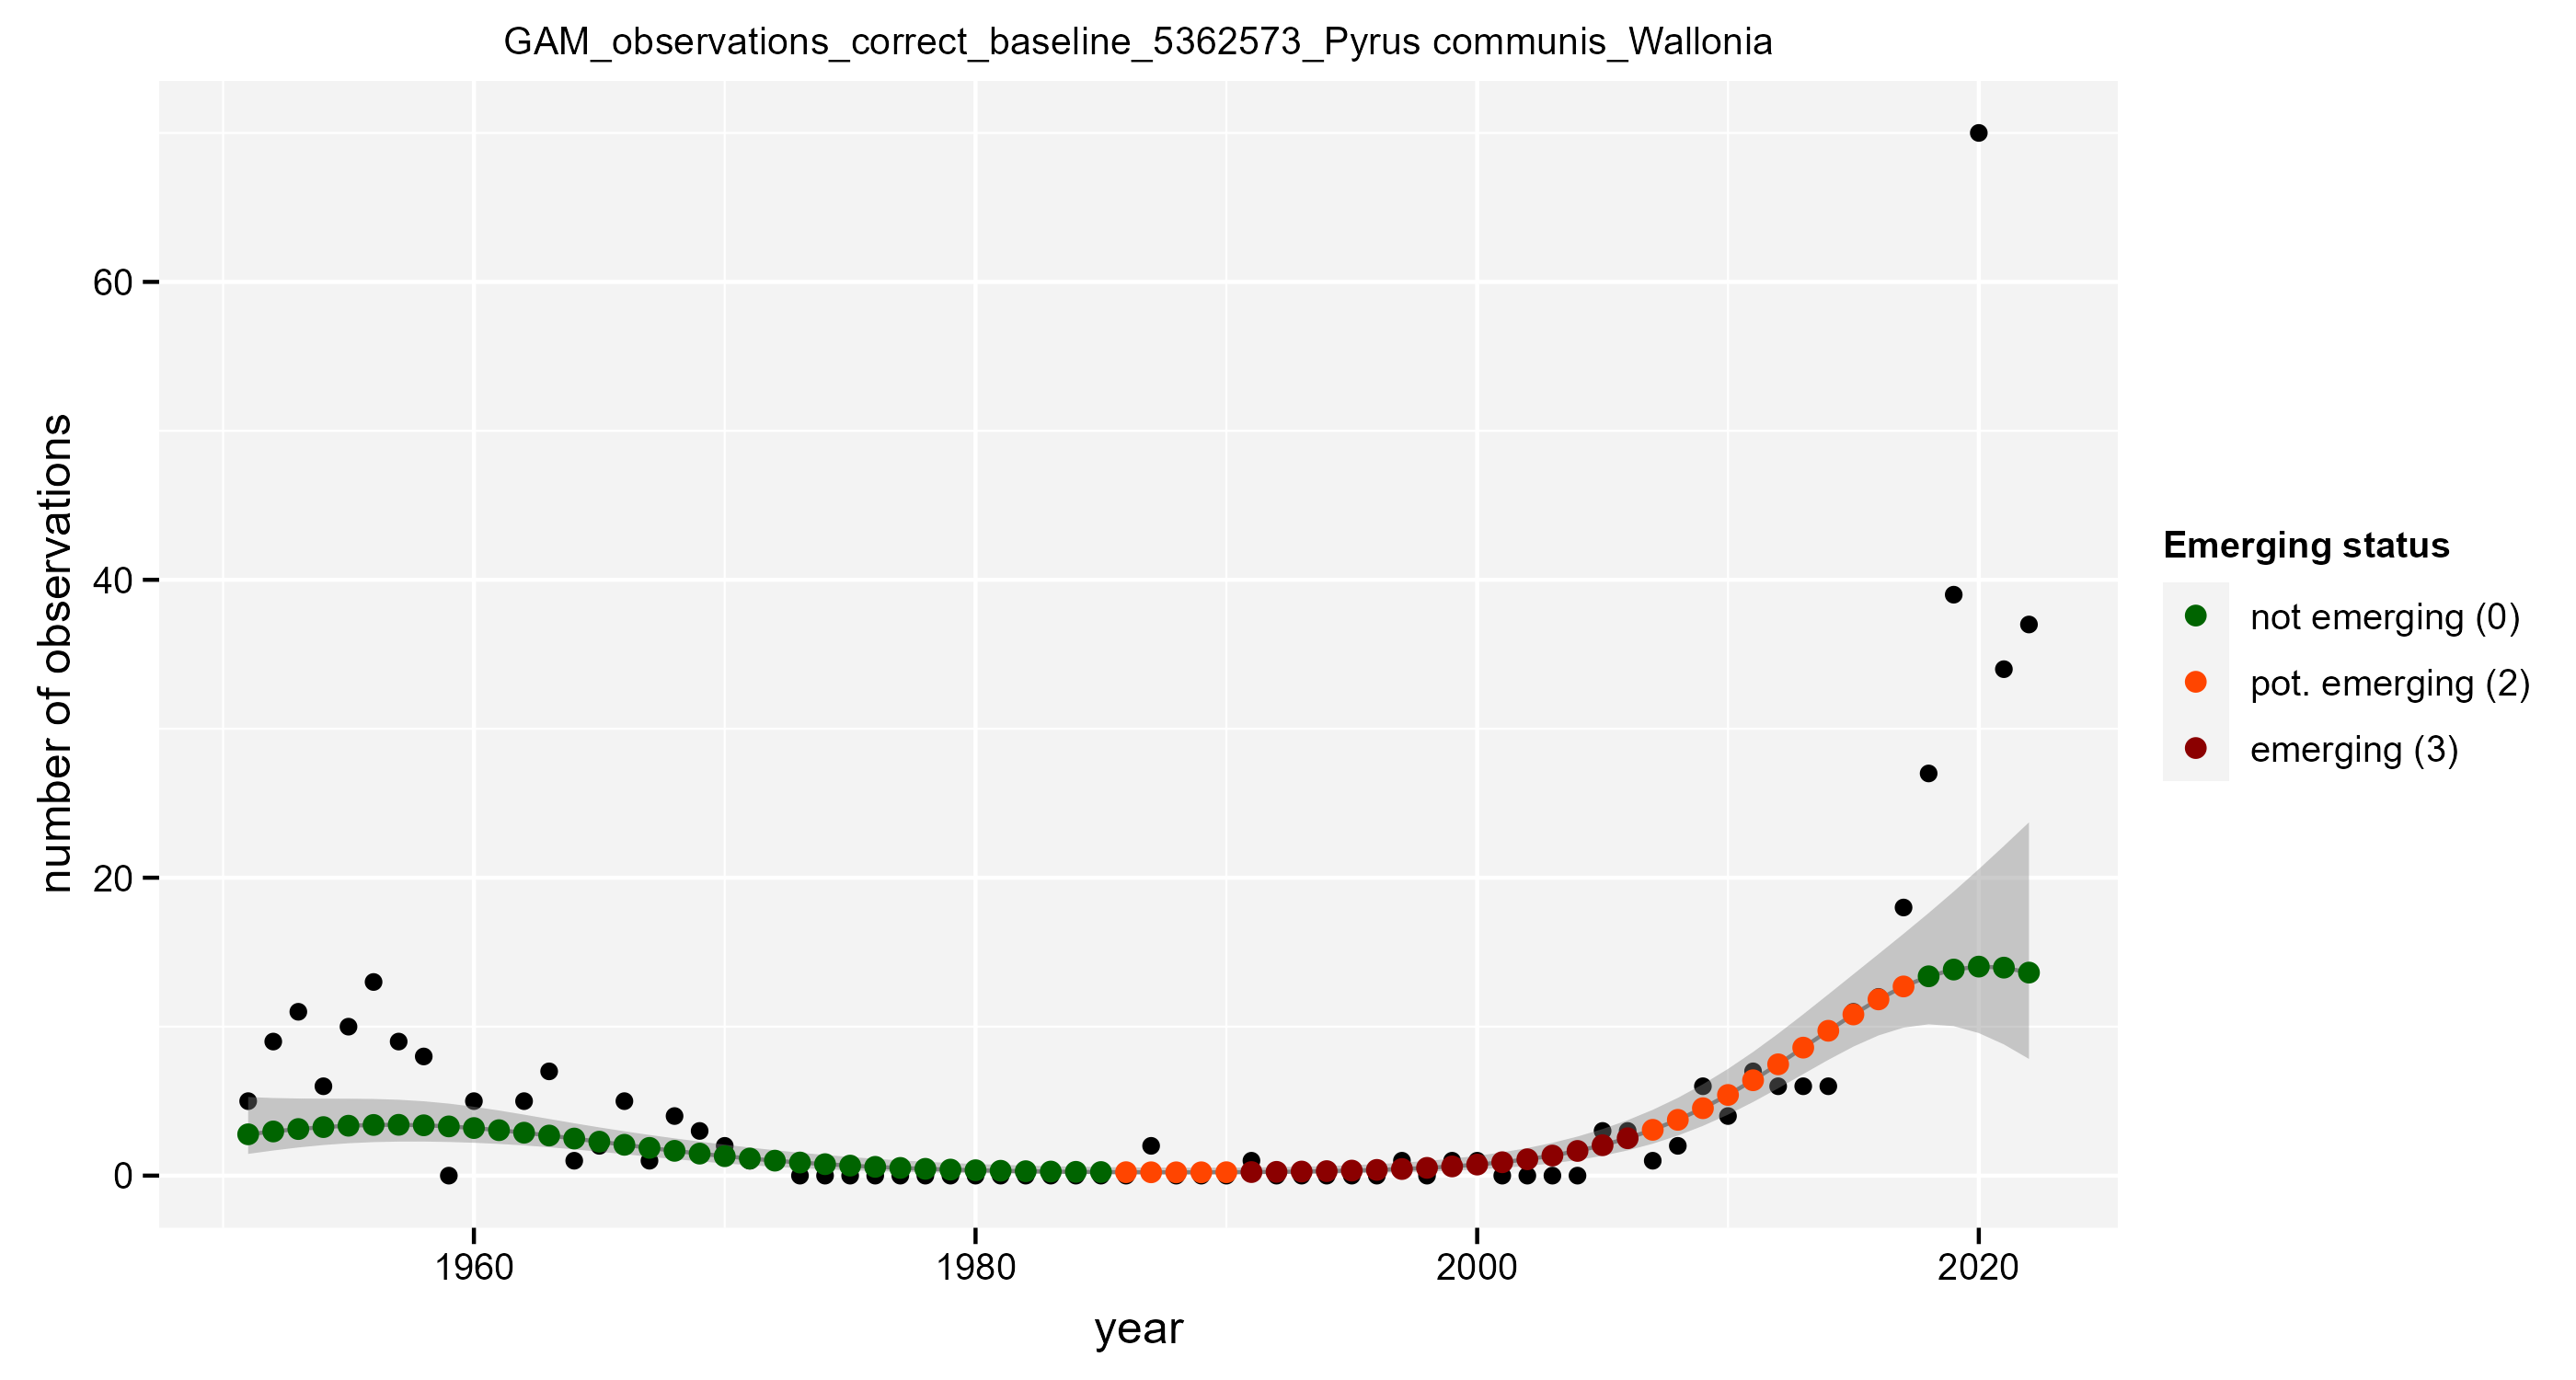 GAM_observations_correct_baseline_5362573_Pyrus communis_Wallonia
number of observations
60
40
20
0
1960
1980
2000
2020
year
Emerging status
not emerging (0)
pot. emerging (2)
emerging (3)